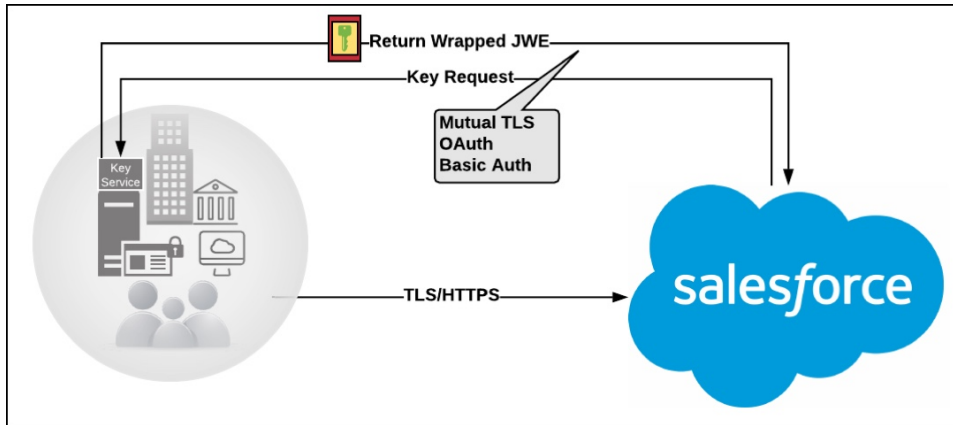 Return Wrapped JWE
Key Request
Mutual TLS
OAuth
Basic Auth
Key
Service
salesforce
TLS/HTTPS